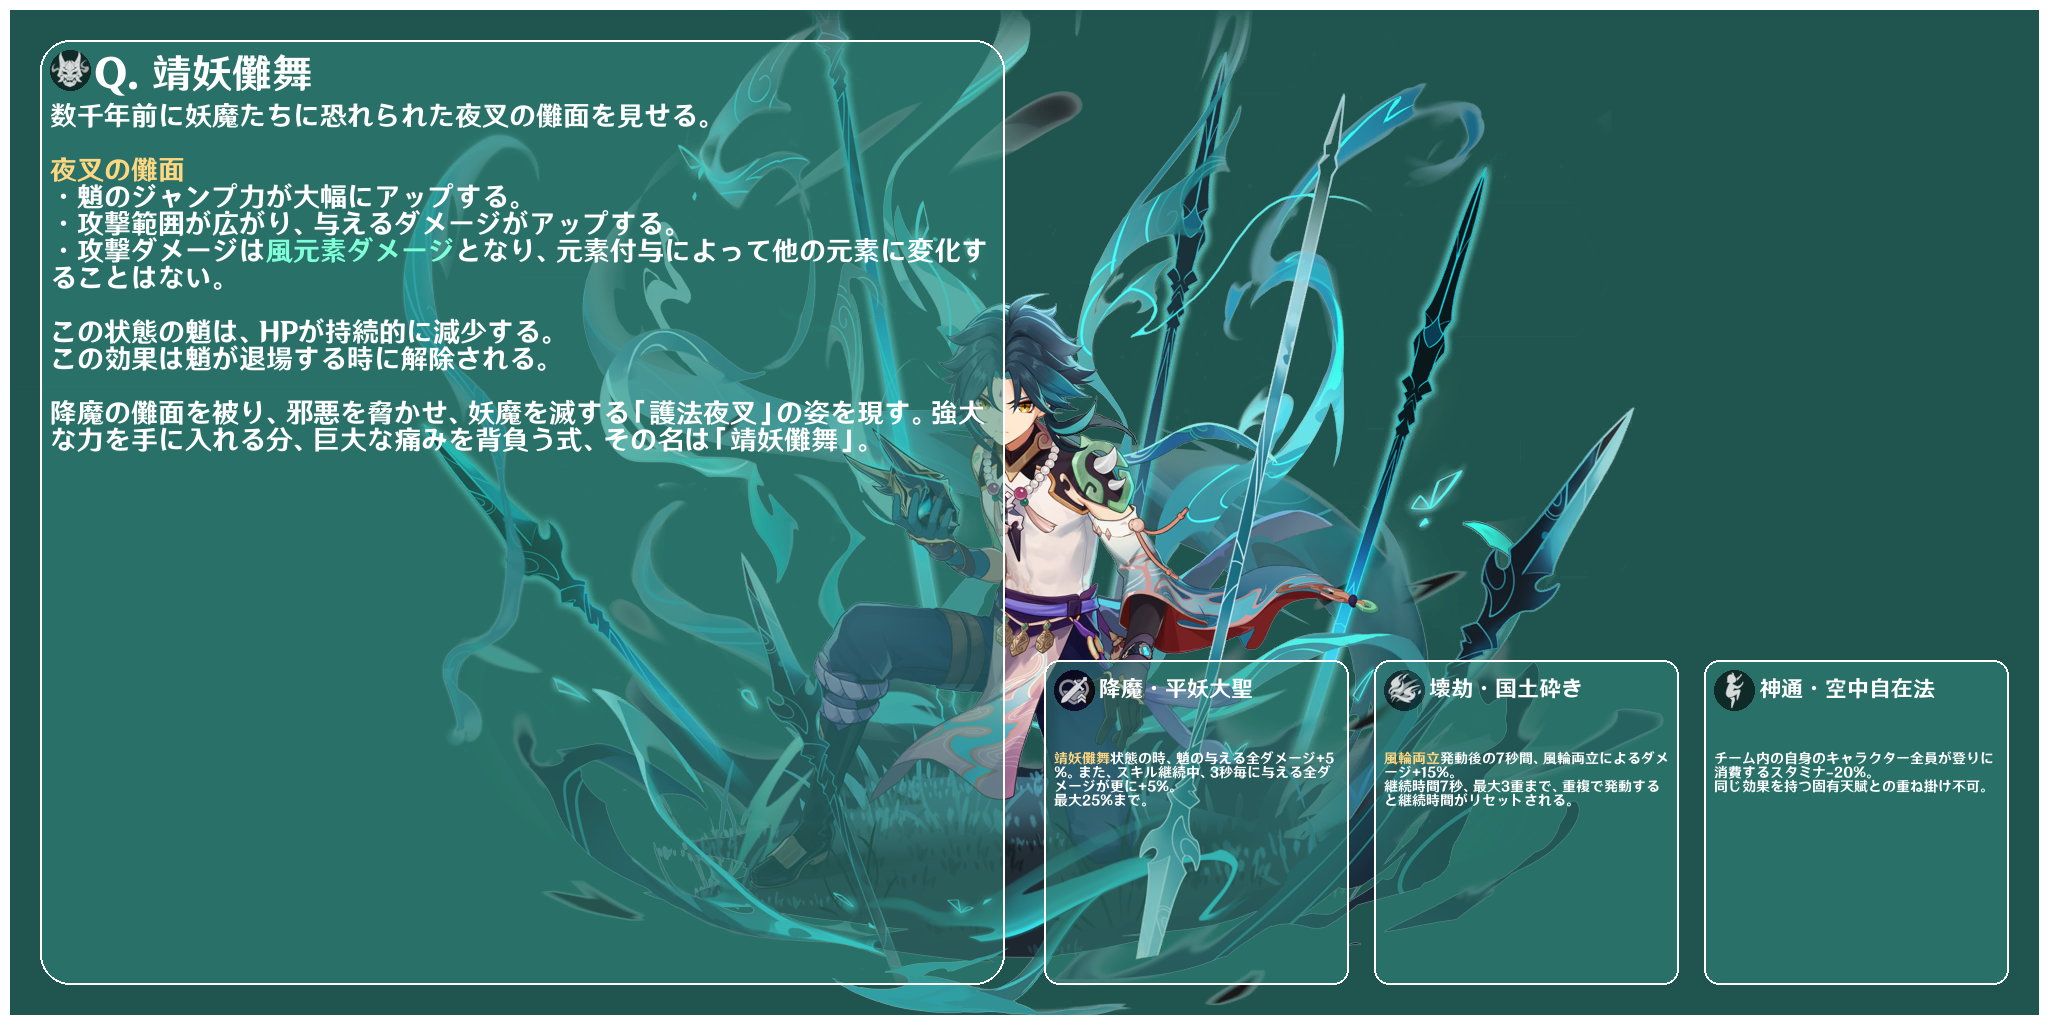 Q. 靖妖儺舞
数千年前に妖魔たちに恐れられた夜叉の儺面を見せる。
夜叉の儺面
・魈のジャンプ力が大幅にアップする。
・攻撃範囲が広がり、与えるダメージがアップする。
・攻撃ダメージは風元素ダメージとなり、元素付与によって他の元素に変化す
ることはない。
この状態の魈は、HPが持続的に減少する。
この効果は魈が退場する時に解除される。
降魔の儺面を被り、邪悪を脅かせ、妖魔を滅する「護法夜叉」の姿を現す。強大
な力を手に入れる分、巨大な痛みを背負う式、その名は「靖妖儺舞」。
降魔・平妖大聖
靖妖儺舞状態の時、魈の与える全ダメージ+5
%。また、スキル継続中、3秒毎に与える全ダ
メージが更に+5%。
最大25%まで。
壊劫・国土砕き
風輪両立発動後の7秒間、風輪両立によるダメ
ージ+15%。
継続時間7秒、最大3重まで、重複で発動する
と継続時間がリセットされる。
神通・空中自在法
チーム内の自身のキャラクター全員が登りに
消費するスタミナ-20%。
同じ効果を持つ固有天賦との重ね掛け不可。